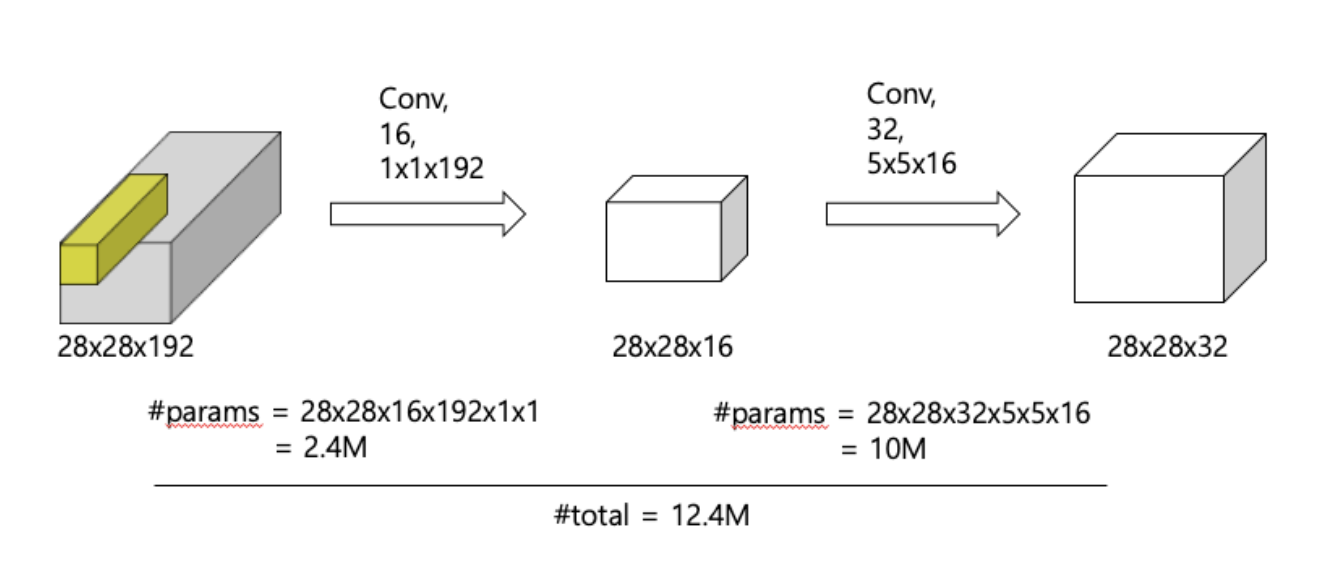 Conv,
16,
1x1x192
Conv,
32,
5x5x16
28x28x192
28x28x16
28x28x32
#params = 28x28x16x192x1x1
= 2.4M
#params = 28x28x32x5x5x16
= 10M
#total = 12.4M